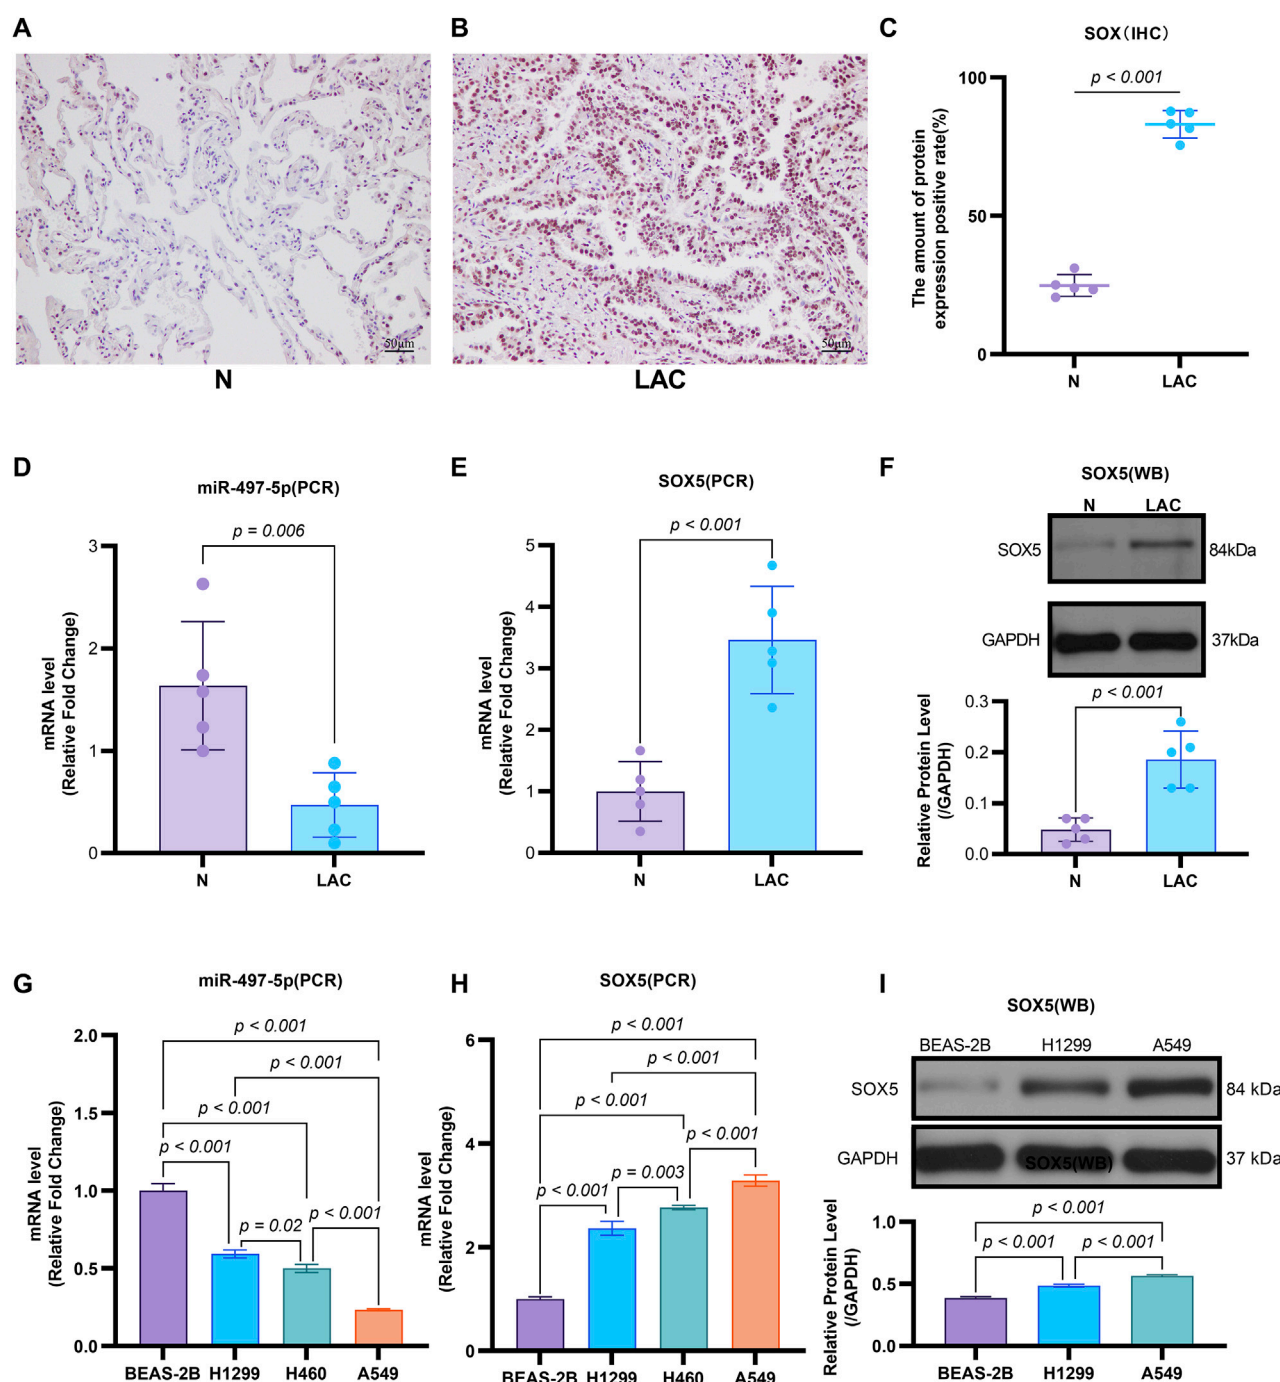 A
B
C
SOX(IHC)
The amount of protein
expression positive rate(%)
100
50
0
p < 0.001
N
LAC
50μm
N
50μm
LAC
D
miR-497-5p(PCR)
mRNA level
(Relative Fold Change)
3
2
1
0
p = 0.006
N
LAC
E
SOX5(PCR)
mRNA level
(Relative Fold Change)
5
4
3
2
1
0
p < 0.001
N
LAC
F
SOX5(WB)
N
LAC
SOX5
84kDa
GAPDH
37kDa
Relative Protein Level
(/GAPDH)
0.3
0.2
0.1
0.0
p < 0.001
N
LAC
G
miR-497-5p(PCR)
mRNA level
(Relative Fold Change)
2.0
1.5
1.0
0.5
0.0
p < 0.001
p < 0.001
p < 0.001
p < 0.001
p = 0.02
p < 0.001
BEAS-2B
H1299
H460
A549
H
SOX5(PCR)
mRNA level
(Relative Fold Change)
6
4
2
0
p < 0.001
p < 0.001
p < 0.001
p < 0.001
p = 0.003
p < 0.001
BEAS-2B
H1299
H460
A549
I
SOX5(WB)
BEAS-2B
H1299
A549
SOX5
84 kDa
GAPDH
SOX5(WB)
37 kDa
Relative Protein Level
(/GAPDH)
1.0
0.5
0.0
p < 0.001
p < 0.001
p < 0.001
BEAS-2B
H1299
A549